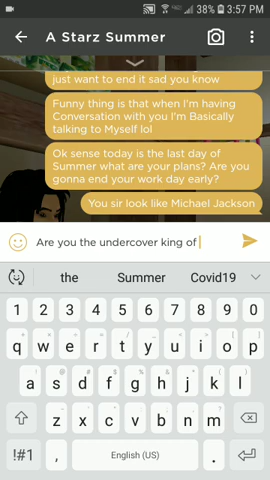 38% 3:57 PM
A Starz Summer
just want to end it sad you know
Funny thing is that when I'm having
Conversation with you I'm Basically
talking to Myself lol
Ok sense today is the last day of
Summer what are your plans? Are you
gonna end your work day early?
You sir look like Michael Jackson
Are you the undercover king of
the Summer Covid19
1 2 3 4 5 6 7 8 9 0
q w e r t y u i o p
a s d f g h j k l
z x c v b n m
!#1 , English (US) .